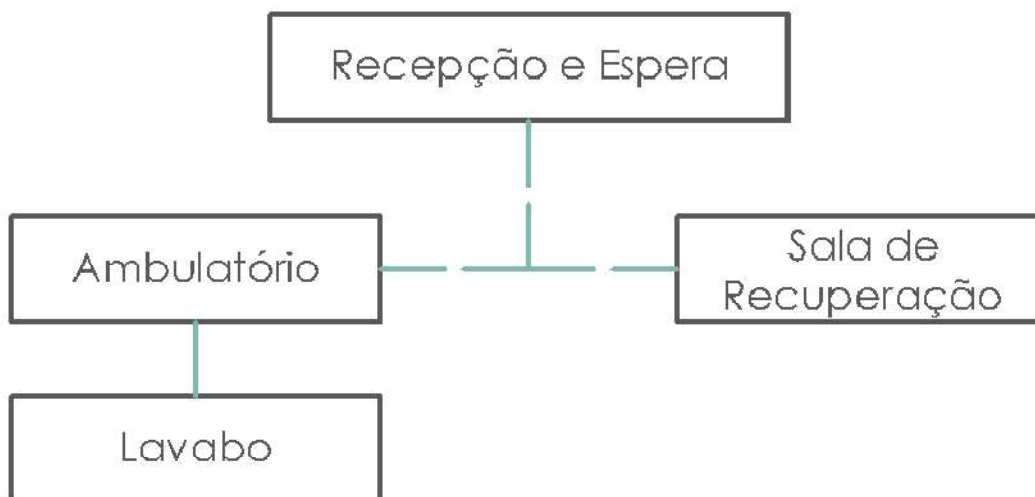 Recepção e Espera
Ambulatório
Sala de
Recuperação
Lavabo